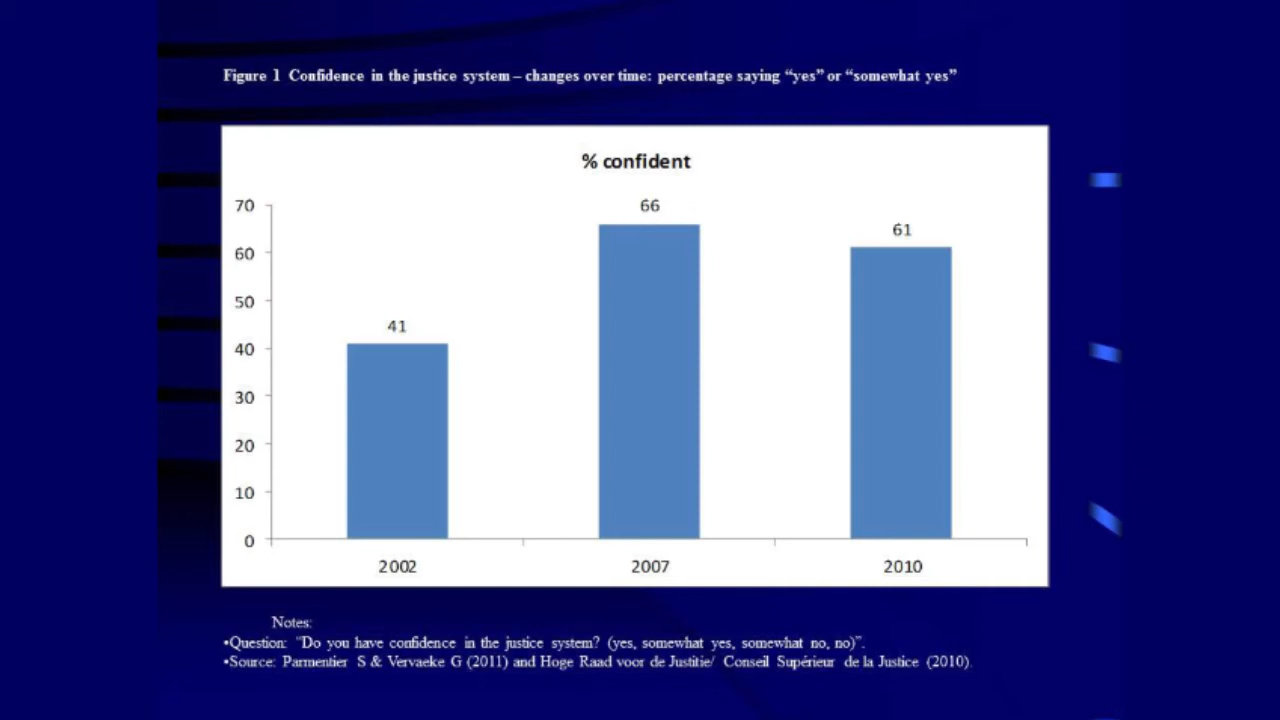 Figure 1 Confidence in the justice system – changes over time: percentage saying “yes” or “somewhat yes”
% confident
70
60
50
40
30
20
10
0
41
66
61
2002
2007
2010
Notes:
•Question: “Do you have confidence in the justice system? (yes, somewhat yes, somewhat no, no)”.
•Source: Parmentier S & Vervaeke G (2011) and Hoge Raad voor de Justitie/ Conseil Supérieur de la Justice (2010).